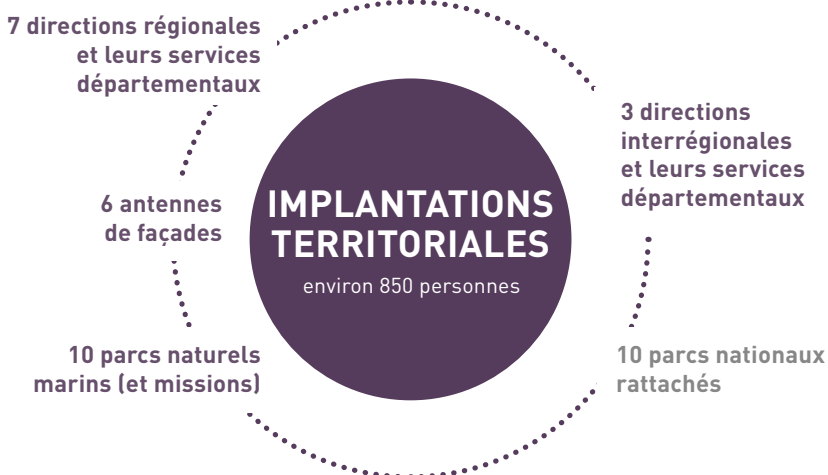 7 directions régionales
et leurs services
départementaux
3 directions
interrégionales
et leurs services
départementaux
6 antennes
de façades
IMPLANTATIONS
TERRITORIALES
environ 850 personnes
10 parcs naturels
marins (et missions)
10 parcs nationaux
rattachés